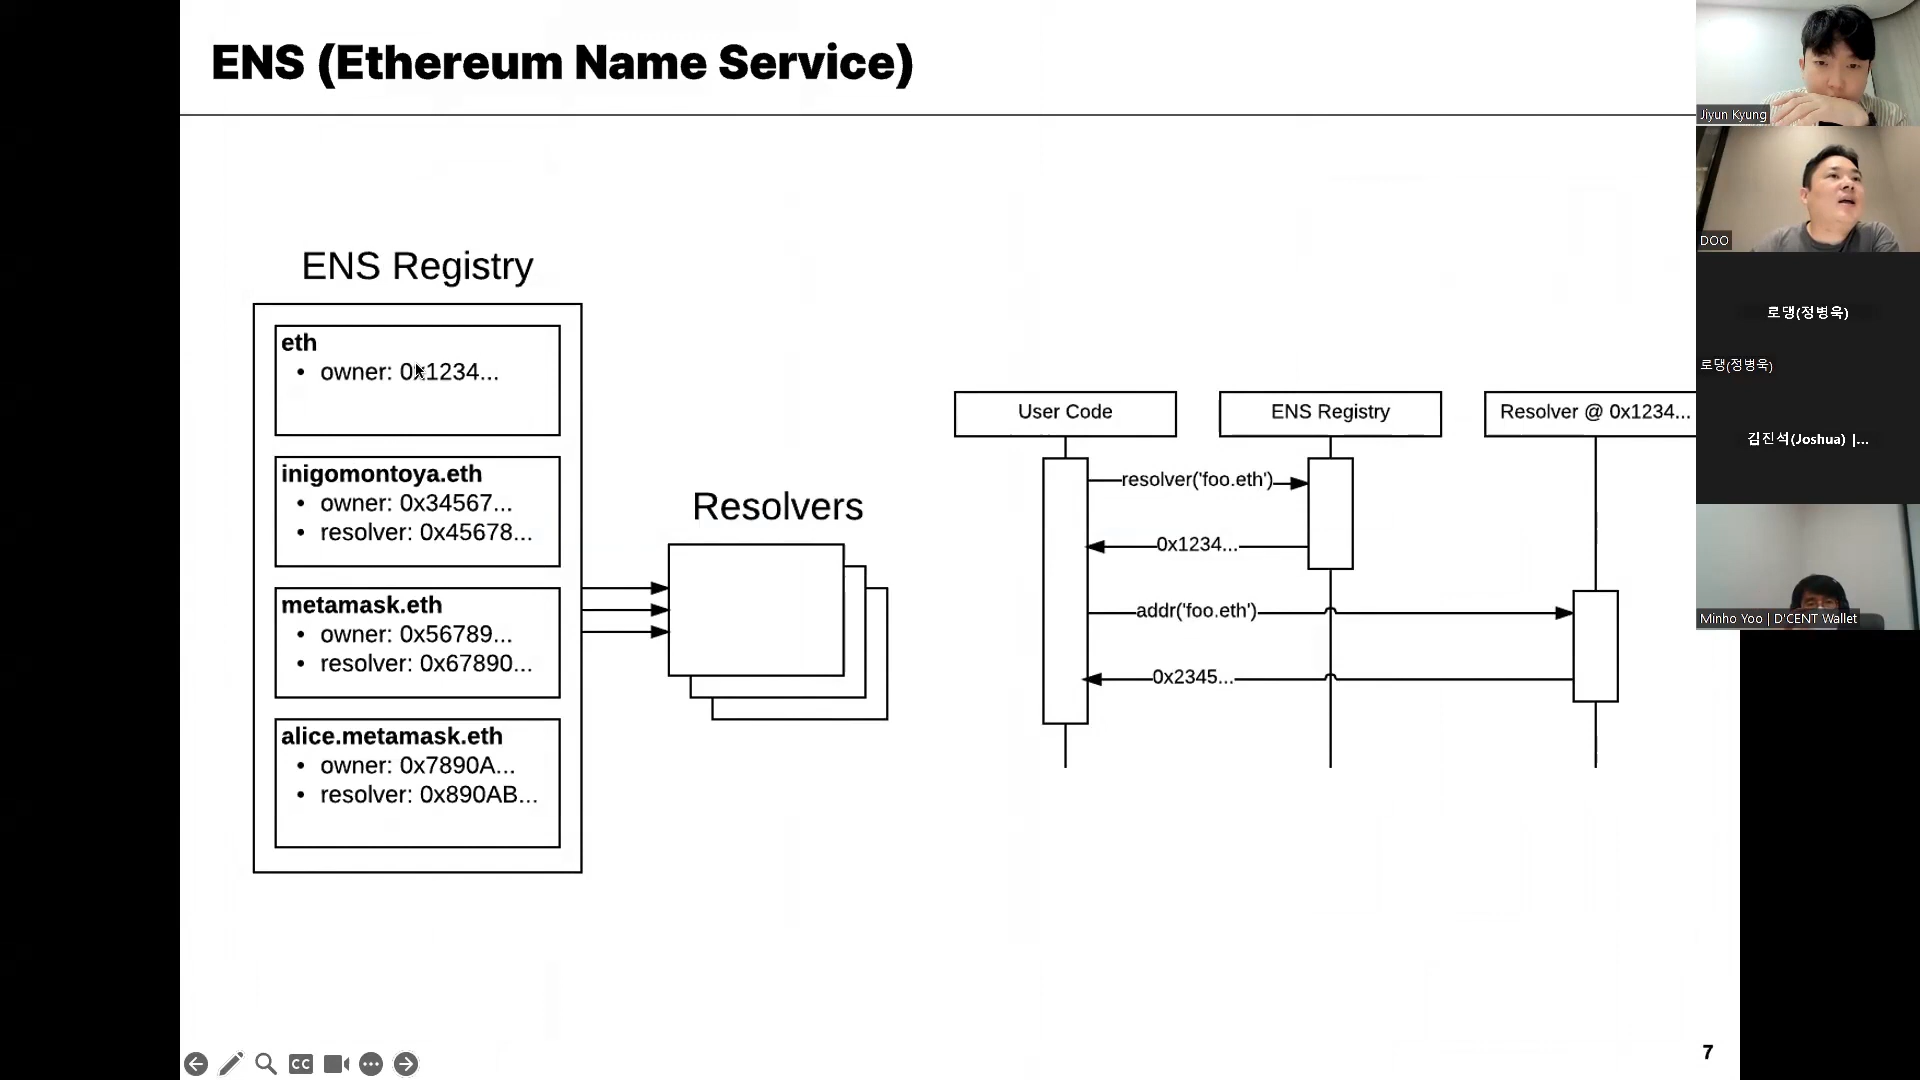 ENS (Ethereum Name Service)
ENS Registry
eth
• owner: 0x1234...
inigomontoya.eth
• owner: 0x34567...
• resolver: 0x45678...
metamask.eth
• owner: 0x56789...
• resolver: 0x67890...
alice.metamask.eth
• owner: 0x7890A...
• resolver: 0x890AB...
Resolvers
User Code
ENS Registry
Resolver @ 0x1234...
resolver('foo.eth')
0x1234...
addr('foo.eth')
0x2345...
7
CC
Jiyun Kyung
DOO
로댕(정병욱)
로댕(정병욱)
김진석(Joshua) |...
Minho Yoo | D'CENT Wallet